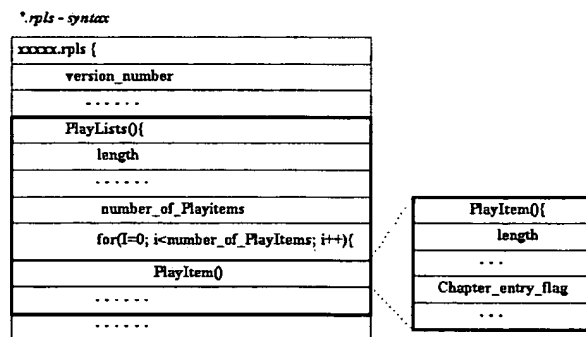 *.rpls - syntax
xxxxx.rpls {
version_number
. . . . . .
PlayLists(){
length
. . . . . .
number_of_Playitems
for(I=0; i<number_of_PlayItems; i++){
PlayItem()
. . . . . .
. . . . . .
PlayItem(){
length
. . .
Chapter_entry_flag
. . .